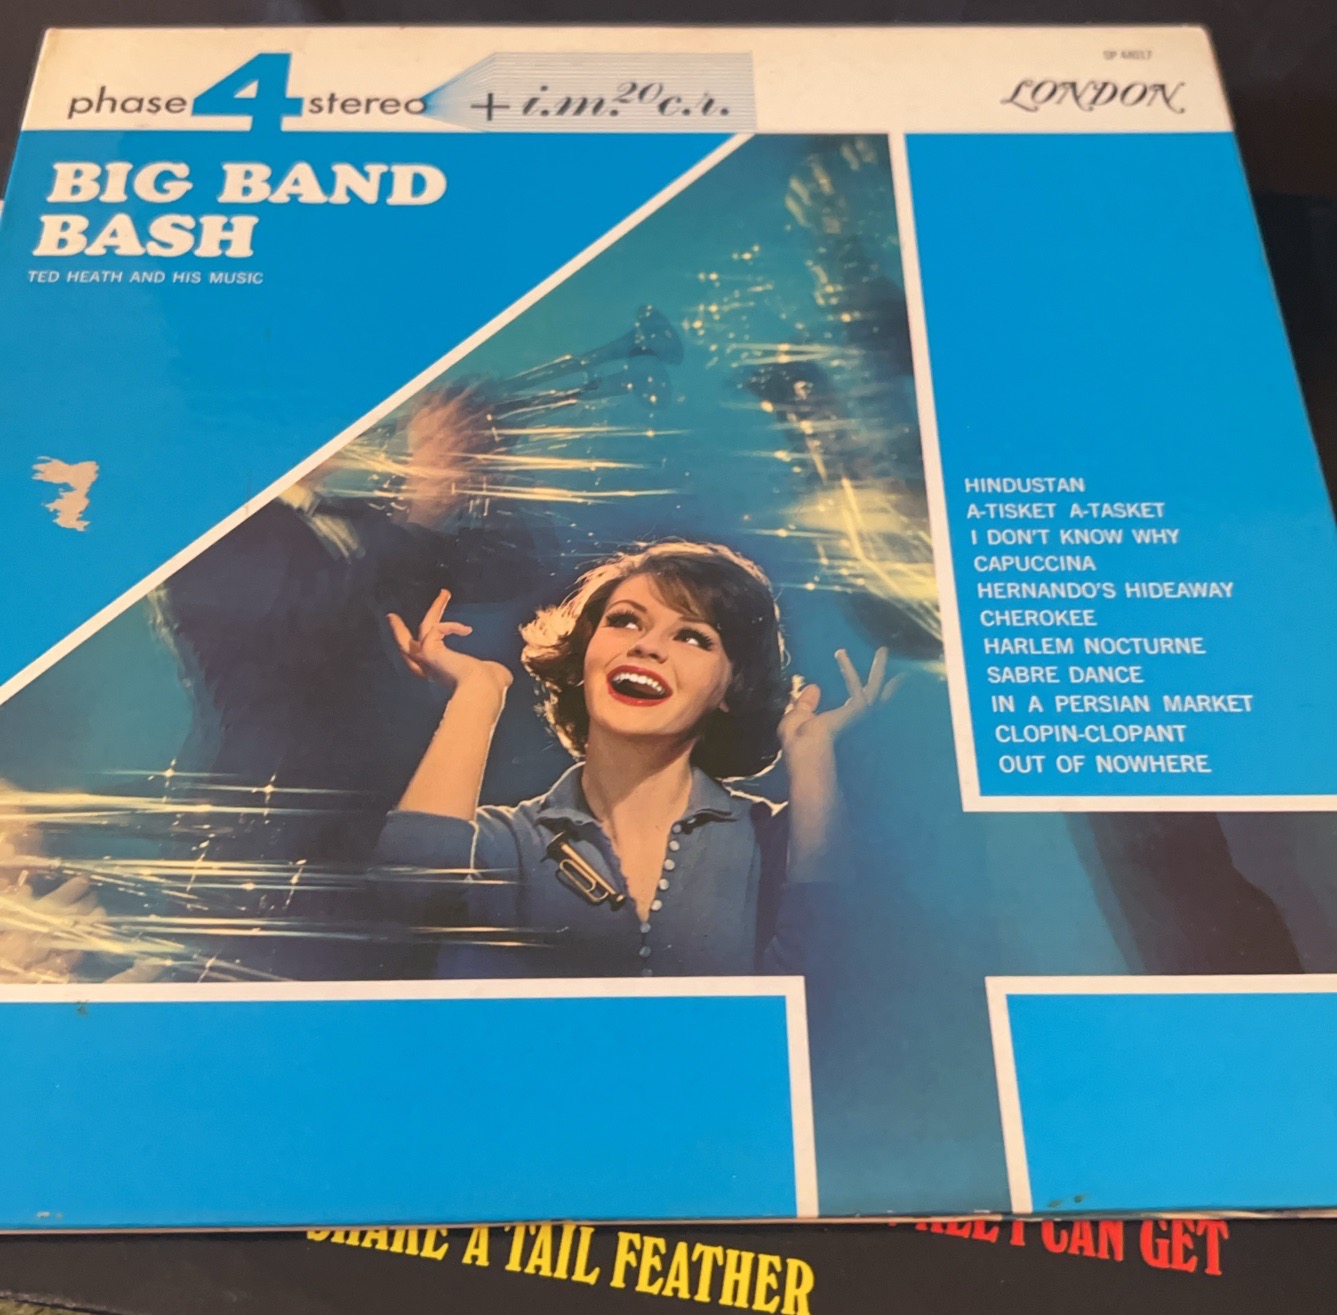 phase 4 stereo + i.m. 20 c.r.
SP 44017
LONDON
BIG BAND
BASH
TED HEATH AND HIS MUSIC
HINDUSTAN
A-TISKET A-TASKET
I DON'T KNOW WHY
CAPUCCINA
HERNANDO'S HIDEAWAY
CHEROKEE
HARLEM NOCTURNE
SABRE DANCE
IN A PERSIAN MARKET
CLOPIN-CLOPANT
OUT OF NOWHERE
SHAKE A TAIL FEATHER
I CAN GET